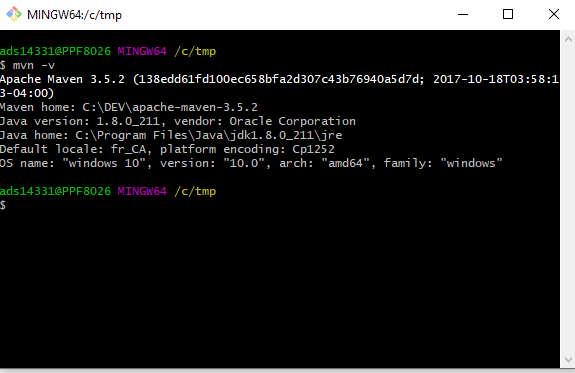 MINGW64:/c/tmp
ads14331@PPF8026 MINGW64 /c/tmp
$ mvn -v
Apache Maven 3.5.2 (138edd61fd100ec658bfa2d307c43b76940a5d7d; 2017-10-18T03:58:1
3-04:00)
Maven home: C:\DEV\apache-maven-3.5.2
Java version: 1.8.0_211, vendor: Oracle Corporation
Java home: C:\Program Files\Java\jdk1.8.0_211\jre
Default locale: fr_CA, platform encoding: Cp1252
OS name: "windows 10", version: "10.0", arch: "amd64", family: "windows"
ads14331@PPF8026 MINGW64 /c/tmp
$